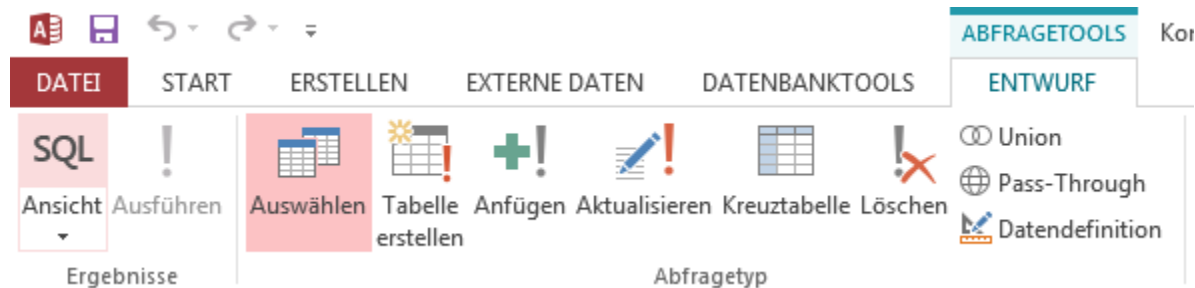 ABFRAGETOOLS Kor
DATEI START ERSTELLEN EXTERNE DATEN DATENBANKTOOLS ENTWURF
SQL
Ansicht Ausführen Auswählen Tabelle erstellen Anfügen Aktualisieren Kreuztabelle Löschen
Union
Pass-Through
Datendefinition
Ergebnisse Abfragetyp